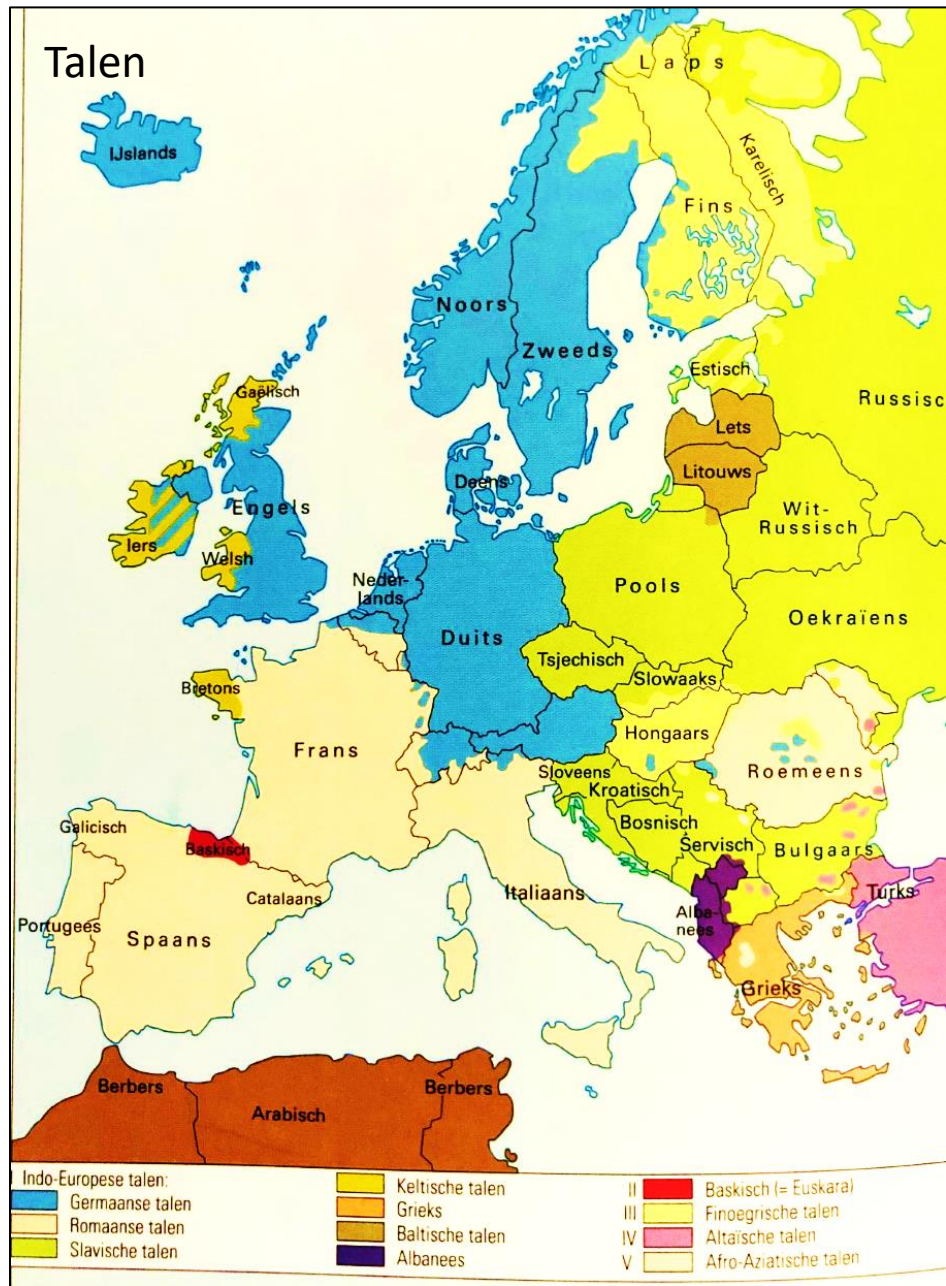 Talen
Laps
IJslands
Karelisch
Fins
Noors
Zweeds
Estisch
Gaëlisch
Russisc
Lets
Litouws
Deens
Engels
Wit-
Russisch
Iers
Welsh
Neder-
lands
Pools
Oekraïens
Duits
Tsjechisch
Slowaaks
Bretons
Hongaars
Frans
Roemeens
Sloveens
Kroatisch
Bosnisch
Servisch
Bulgaars
Galicisch
Baskisch
Catalaans
Italiaans
Turks
Portugees
Spaans
Alba-
nees
Grieks
Berbers
Berbers
Arabisch
I Indo-Europese talen:
Germaanse talen
Romaanse talen
Slavische talen
Keltische talen
Grieks
Baltische talen
Albanees
II Baskisch (= Euskara)
III Finoegrische talen
IV Altaïsche talen
V Afro-Aziatische talen